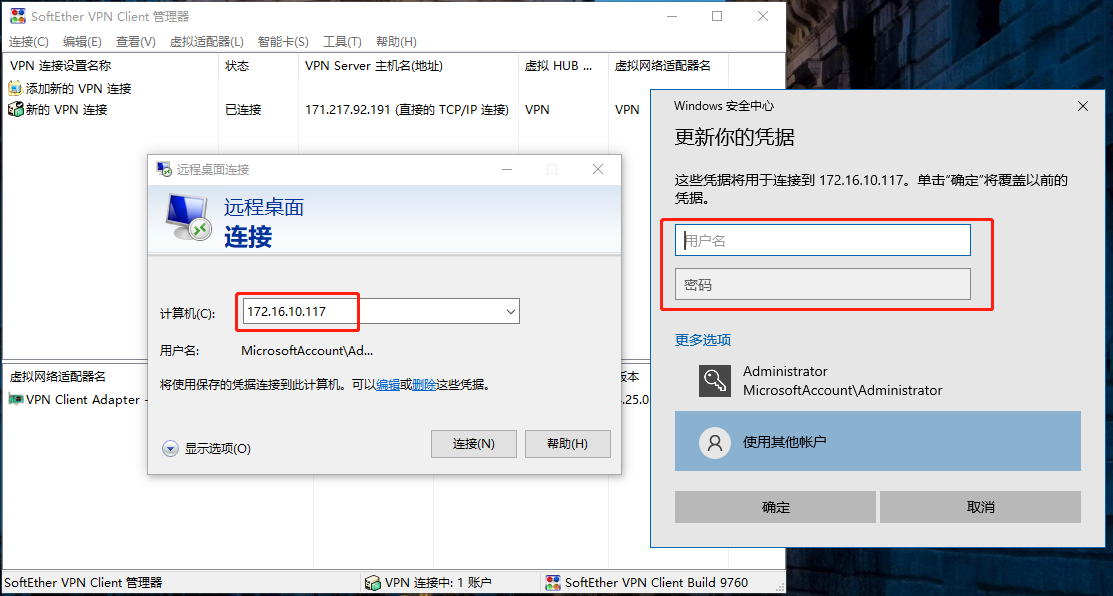 SoftEther VPN Client 管理器
连接(C) 编辑(E) 查看(V) 虚拟适配器(L) 智能卡(S) 工具(T) 帮助(H)
VPN 连接设置名称 状态 VPN Server 主机名(地址) 虚拟 HUB ... 虚拟网络适配器名
添加新的 VPN 连接
新的 VPN 连接 已连接 171.217.92.191 (直接的 TCP/IP 连接) VPN VPN
远程桌面连接
远程桌面
连接
计算机(C): 172.16.10.117
用户名: MicrosoftAccount\Ad...
将使用保存的凭据连接到此计算机。可以编辑或删除这些凭据。
显示选项(O) 连接(N) 帮助(H)
虚拟网络适配器名 版本
VPN Client Adapter - .25.0
Windows 安全中心
更新你的凭据
这些凭据将用于连接到 172.16.10.117。单击“确定”将覆盖以前的
凭据。
用户名
密码
更多选项
Administrator
MicrosoftAccount\Administrator
使用其他帐户
确定 取消
SoftEther VPN Client 管理器 VPN 连接中: 1 账户 SoftEther VPN Client Build 9760